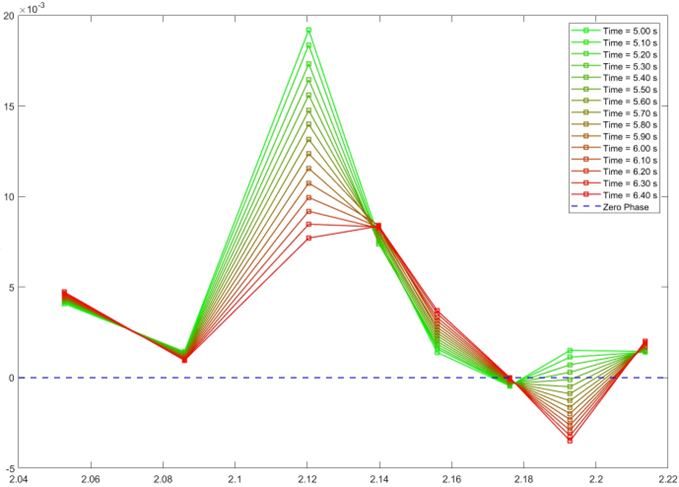 ×10-3
20
15
10
5
0
-5
2.04
2.06
2.08
2.1
2.12
2.14
2.16
2.18
2.2
2.22
Time = 5.00 s
Time = 5.10 s
Time = 5.20 s
Time = 5.30 s
Time = 5.40 s
Time = 5.50 s
Time = 5.60 s
Time = 5.70 s
Time = 5.80 s
Time = 5.90 s
Time = 6.00 s
Time = 6.10 s
Time = 6.20 s
Time = 6.30 s
Time = 6.40 s
Zero Phase